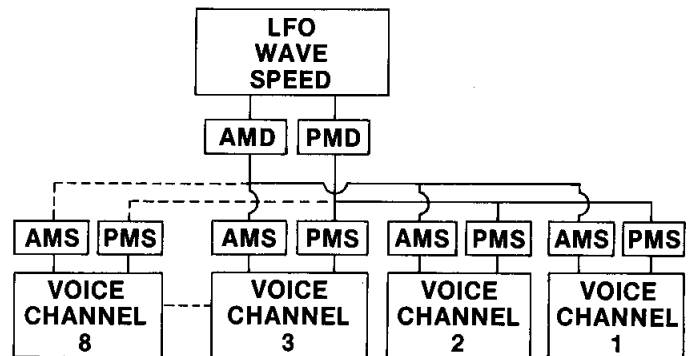 LFO
WAVE
SPEED
AMD PMD
AMS PMS AMS PMS AMS PMS AMS PMS
VOICE CHANNEL 8
VOICE CHANNEL 3
VOICE CHANNEL 2
VOICE CHANNEL 1